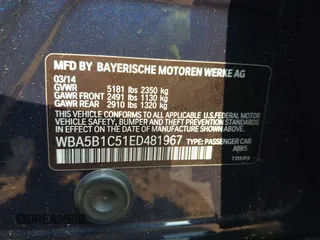 MFD BY BAYERISCHE MOTOREN WERKE AG
03/14
GVWR 5181 lbs 2350 kg
GAWR FRONT 2491 lbs 1130 kg
GAWR REAR 2910 lbs 1320 kg
THIS VEHICLE CONFORMS TO ALL APPLICABLE U.S. FEDERAL MOTOR
VEHICLE SAFETY, BUMPER, AND THEFT PREVENTION STANDARDS
IN EFFECT ON THE DATE OF MANUFACTURE SHOWN ABOVE.
WBA5B1C51ED481967 TYPE: PASSENGER CAR